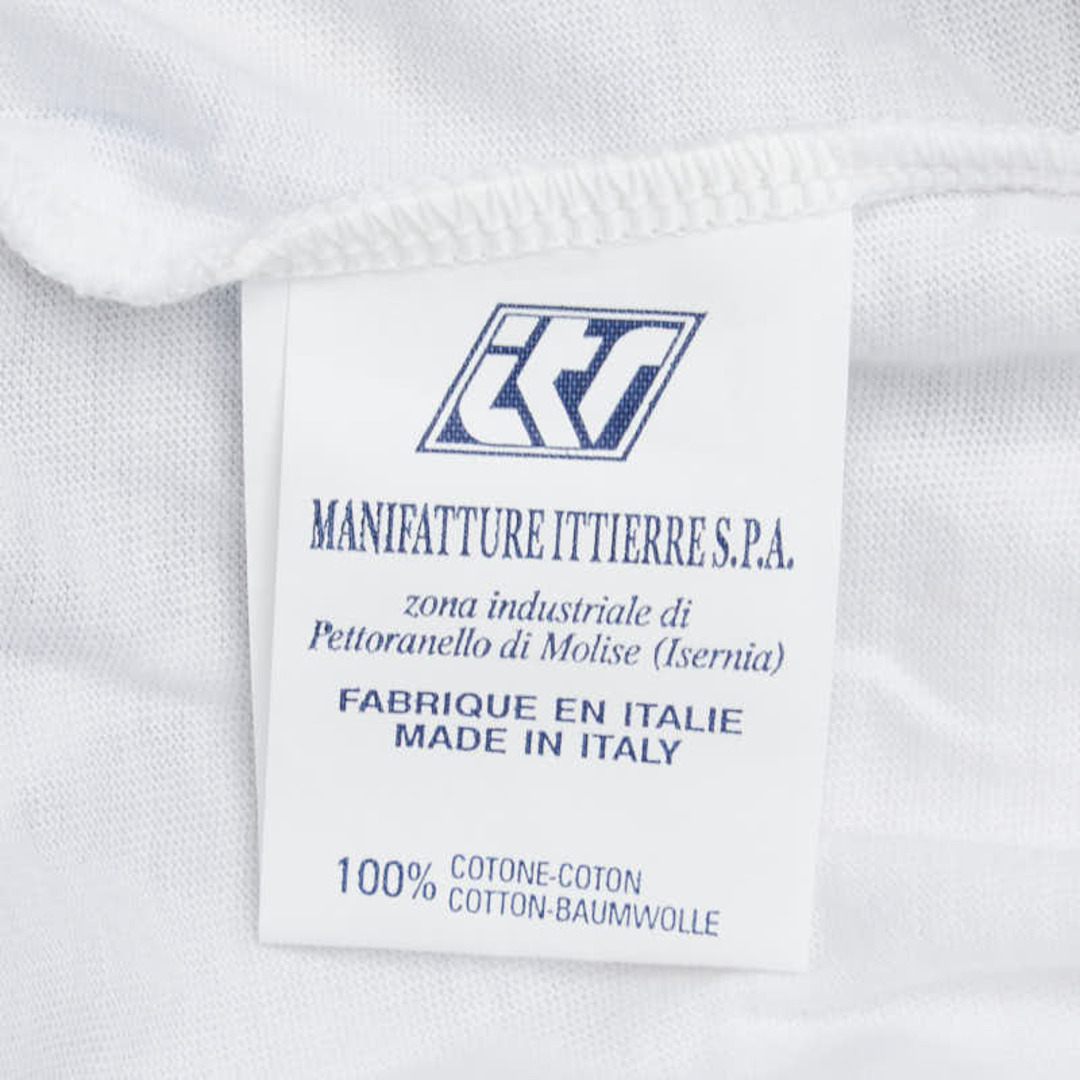 itr
MANIFATTURE ITTIERRE S.P.A.
zona industriale di
Pettoranello di Molise (Isernia)
FABRIQUE EN ITALIE
MADE IN ITALY
100% COTONE-COTON
COTTON-BAUMWOLLE